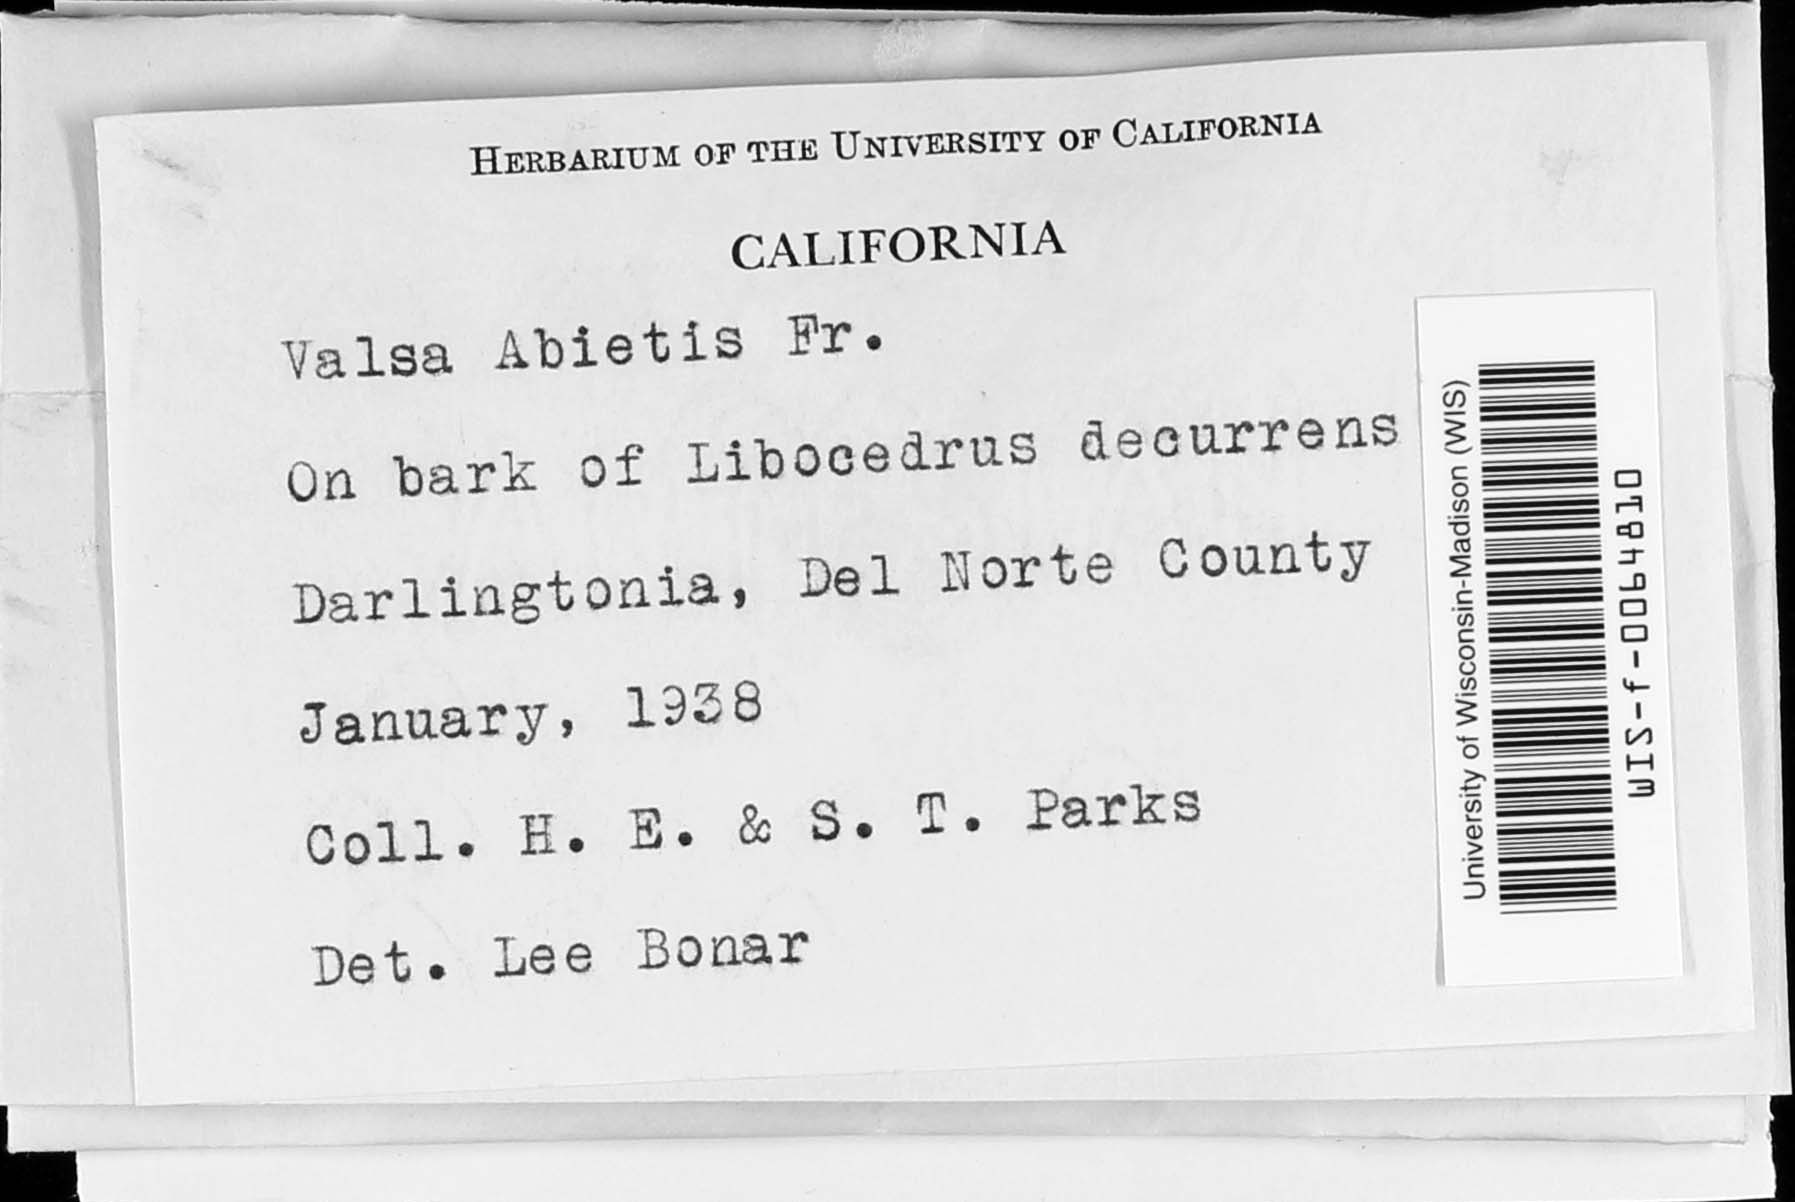 HERBARIUM OF THE UNIVERSITY OF CALIFORNIA
CALIFORNIA
Valsa Abietis Fr.
On bark of Libocedrus decurrens
Darlingtonia, Del Norte County
January, 1938
Coll. H. E. & S. T. Parks
Det. Lee Bonar
University of Wisconsin-Madison (WIS)
WIS-f-0064810